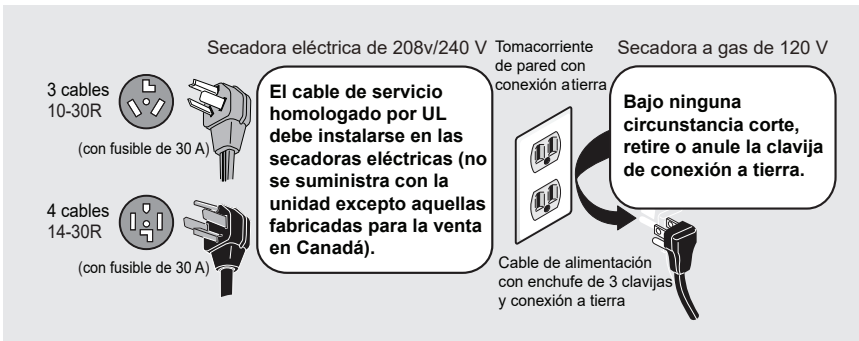 Secadora eléctrica de 208v/240 V
3 cables
10-30R
(con fusible de 30 A)
4 cables
14-30R
(con fusible de 30 A)
El cable de servicio
homologado por UL
debe instalarse en las
secadoras eléctricas (no
se suministra con la
unidad excepto aquellas
fabricadas para la venta
en Canadá).
Tomacorriente
de pared con
conexión a tierra
Cable de alimentación
con enchufe de 3 clavijas
y conexión a tierra
Secadora a gas de 120 V
Bajo ninguna
circunstancia corte,
retire o anule la clavija
de conexión a tierra.